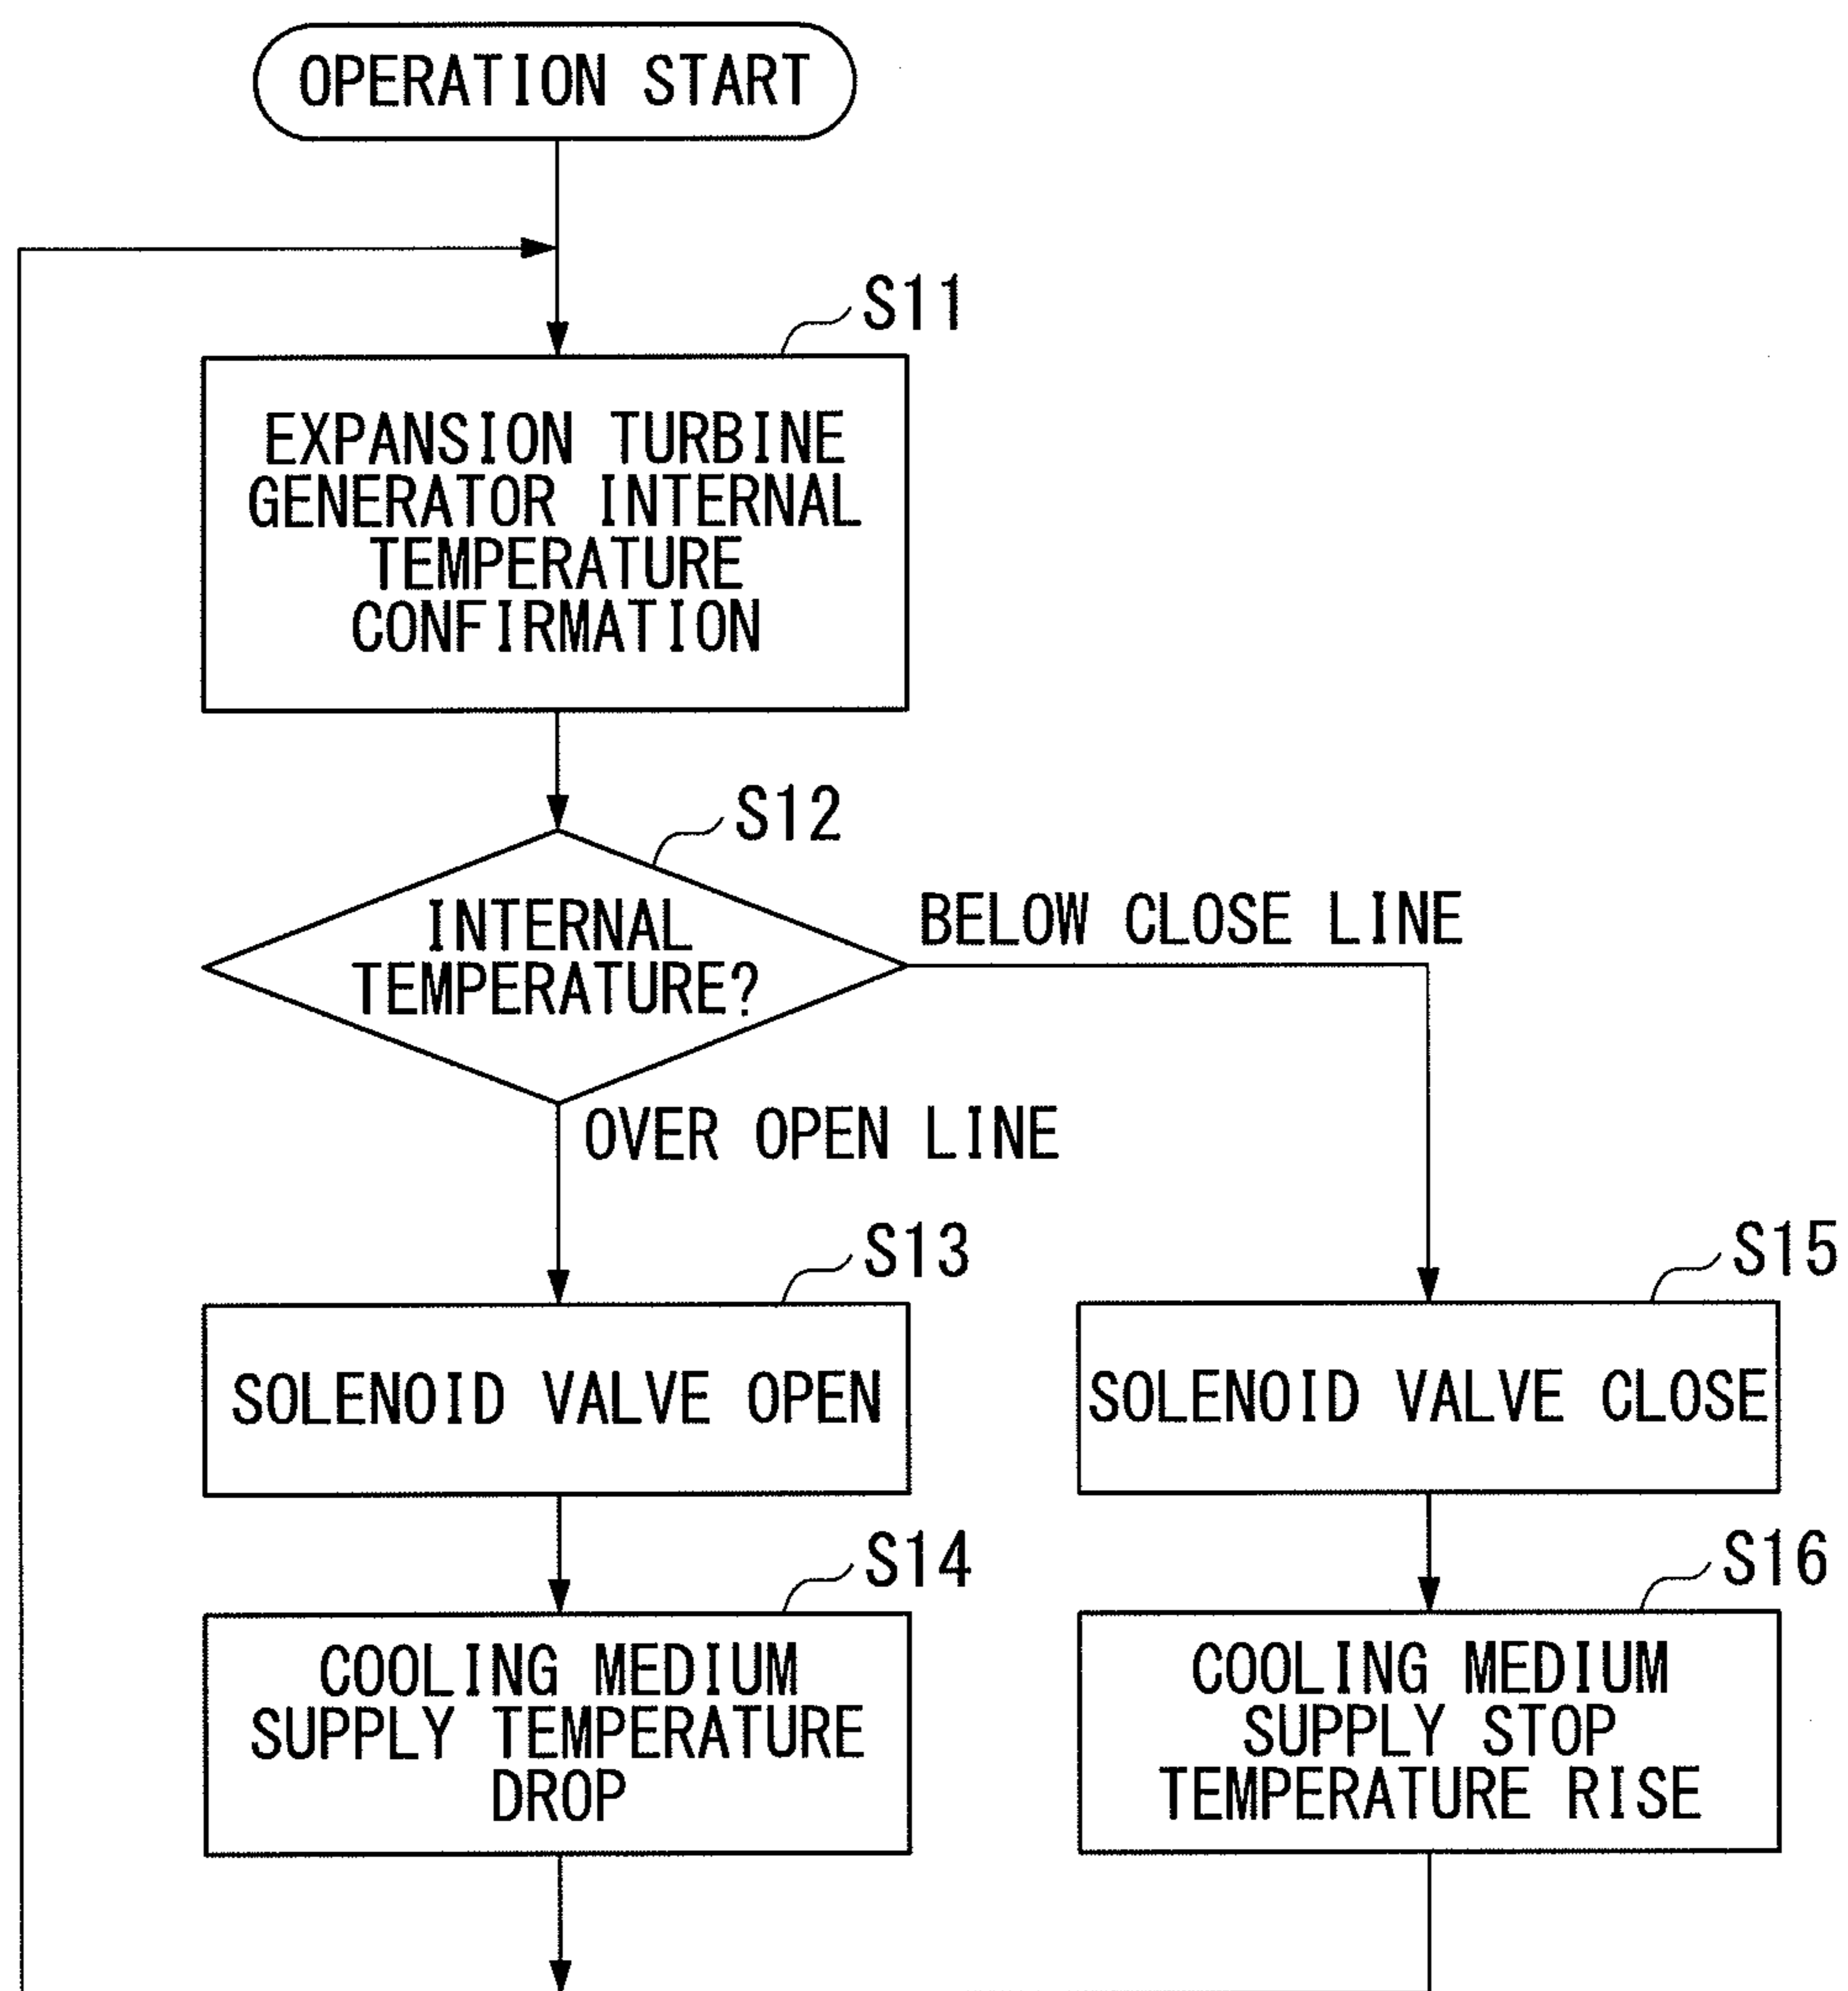 OPERATION START
S11
EXPANSION TURBINE
GENERATOR INTERNAL
TEMPERATURE
CONFIRMATION
S12
INTERNAL
TEMPERATURE?
BELOW CLOSE LINE
OVER OPEN LINE
S13
SOLENOID VALVE OPEN
S15
SOLENOID VALVE CLOSE
S14
COOLING MEDIUM
SUPPLY TEMPERATURE
DROP
S16
COOLING MEDIUM
SUPPLY STOP
TEMPERATURE RISE